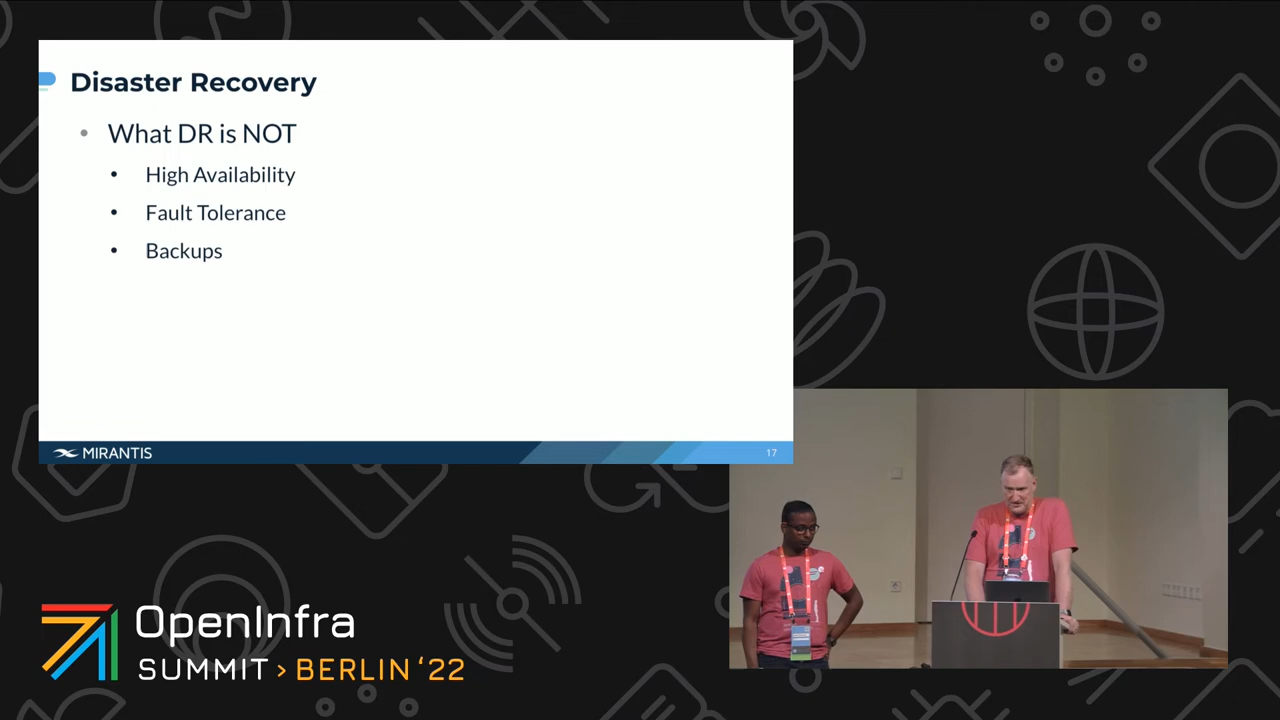 Disaster Recovery
• What DR is NOT
• High Availability
• Fault Tolerance
• Backups
MIRANTIS
17
OpenInfra
SUMMIT > BERLIN ‘22